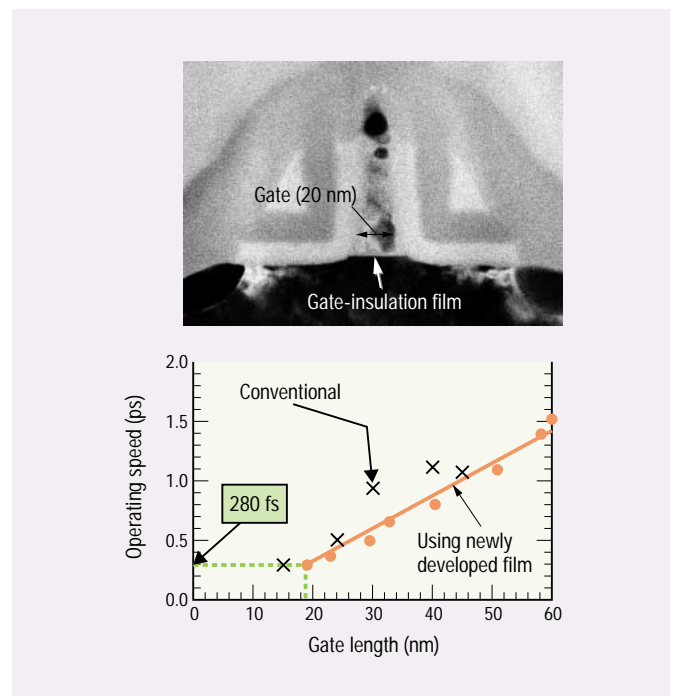 Gate (20 nm)
Gate-insulation film
2.0
Conventional
1.5
Operating speed (ps)
1.0
280 fs
0.5
Using newly
developed film
0.0
0 10 20 30 40 50 60
Gate length (nm)